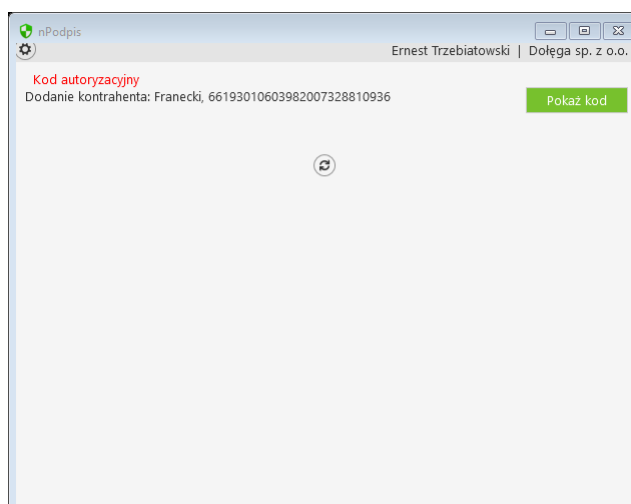 nPodpis
Ernest Trzebiatowski | Dołęga sp. z o.o.
Kod autoryzacyjny
Dodanie kontrahenta: Franecki, 66193010603982007328810936
Pokaż kod